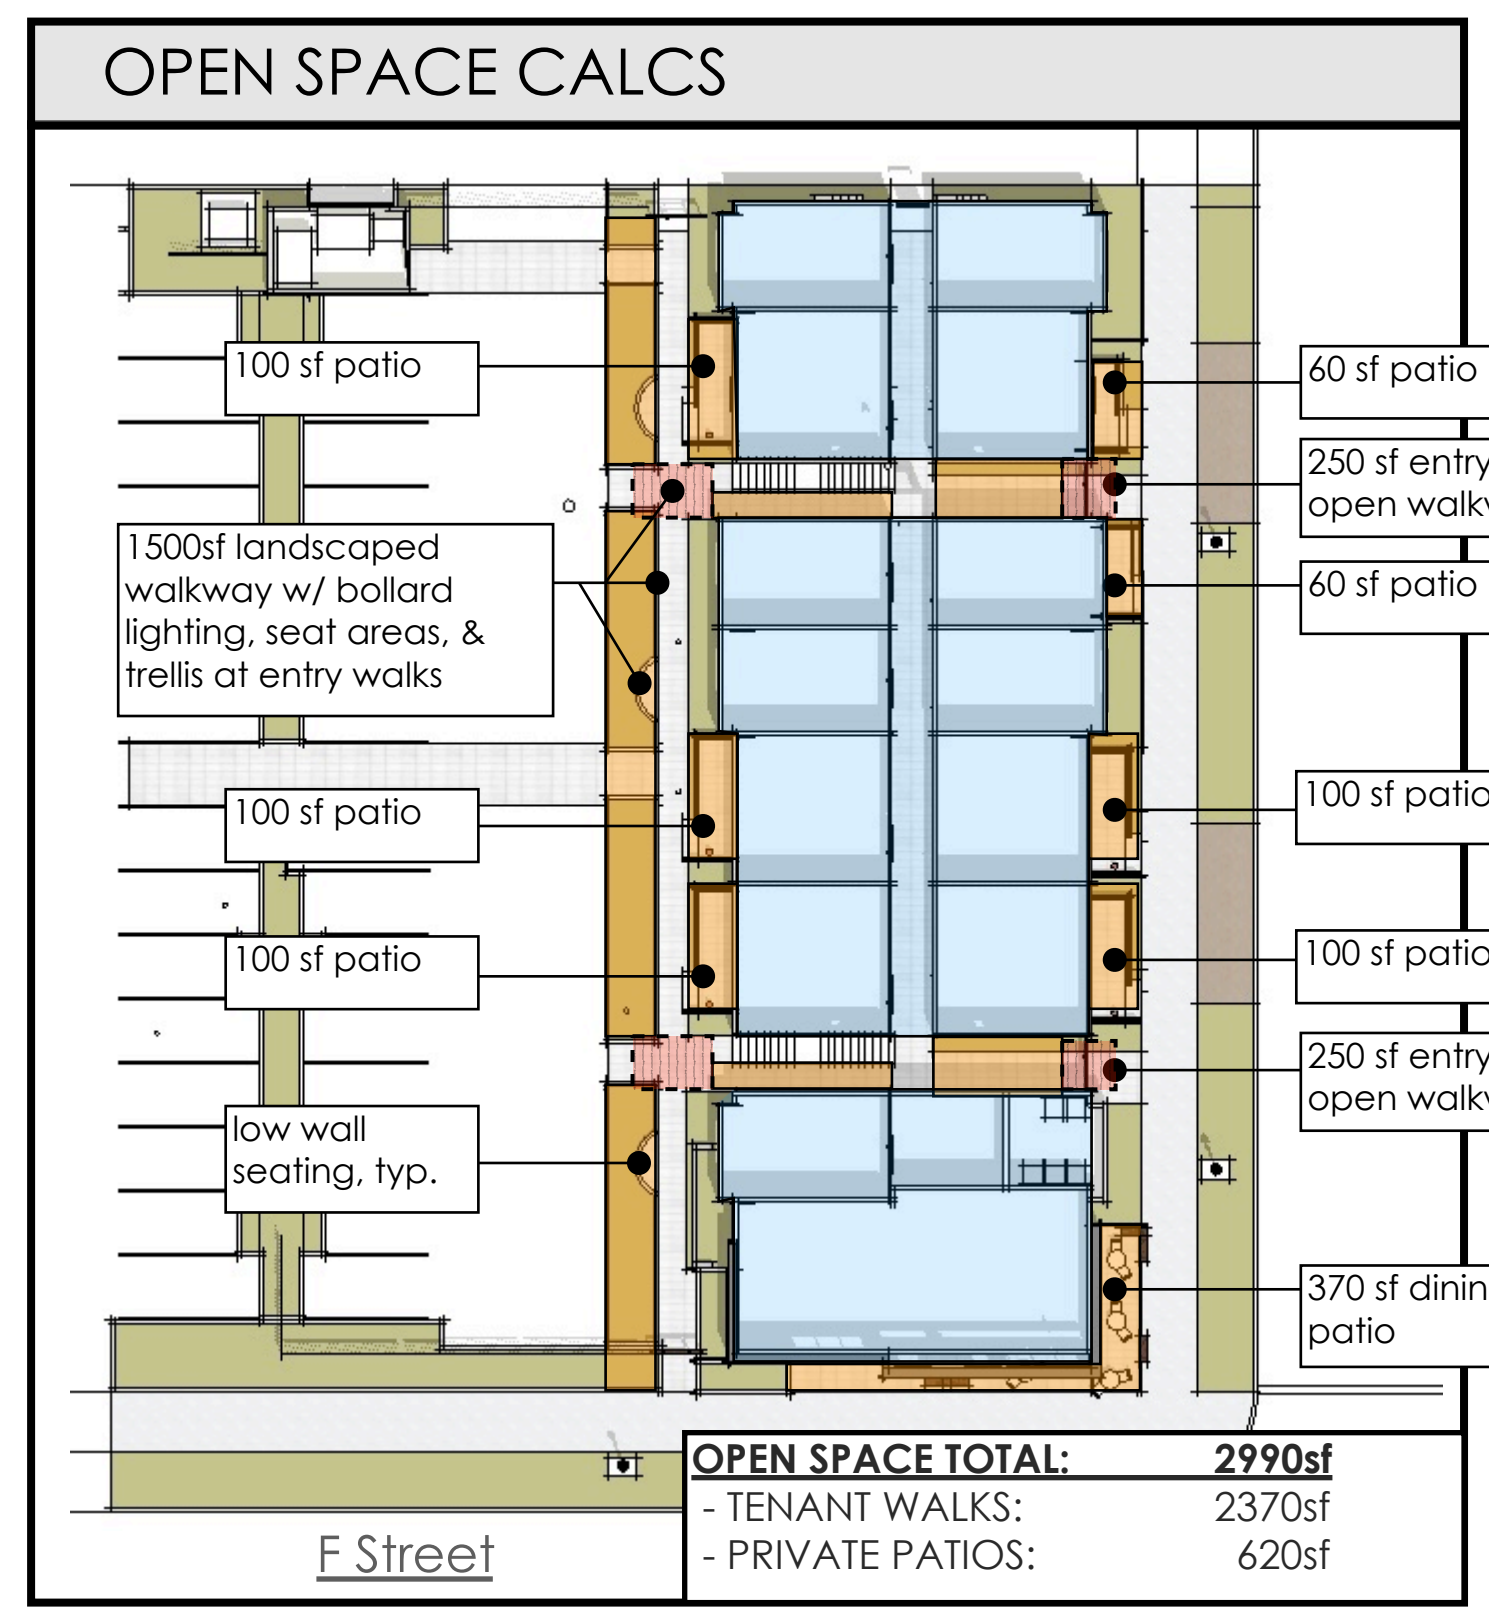 OPEN SPACE CALCS
100 sf patio
1500sf landscaped
walkway w/ bollard
lighting, seat areas, &
trellis at entry walks
100 sf patio
100 sf patio
low wall
seating, typ.
60 sf patio
250 sf entry
open
60 sf patio
100 sf patio
100 sf patio
250 sf entry
open
370 sf
patio
OPEN SPACE TOTAL: 2990sf
- TENANT WALKS: 2370sf
- PRIVATE PATIOS: 620sf
F Street